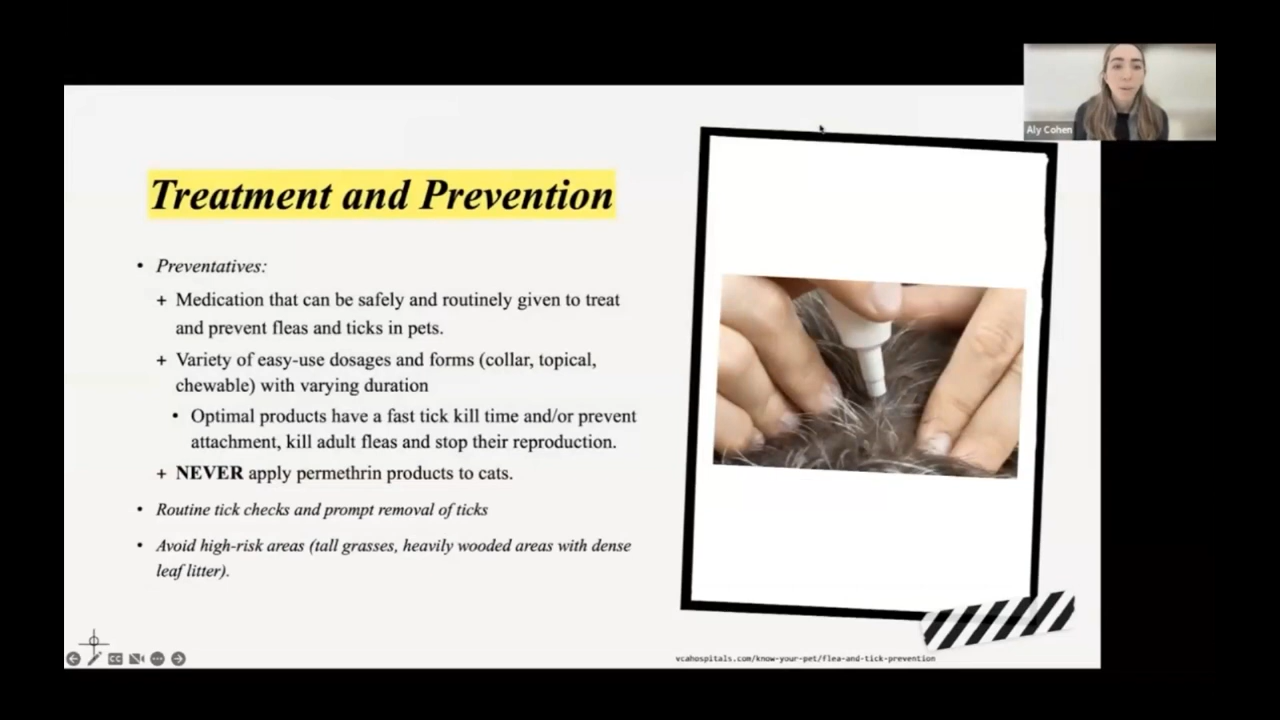 Aly Cohen
Treatment and Prevention
• Preventatives:
+ Medication that can be safely and routinely given to treat
and prevent fleas and ticks in pets.
+ Variety of easy-use dosages and forms (collar, topical,
chewable) with varying duration
• Optimal products have a fast tick kill time and/or prevent
attachment, kill adult fleas and stop their reproduction.
+ NEVER apply permethrin products to cats.
• Routine tick checks and prompt removal of ticks
• Avoid high-risk areas (tall grasses, heavily wooded areas with dense
leaf litter).
vcahospitals.com/know-your-pet/flea-and-tick-prevention